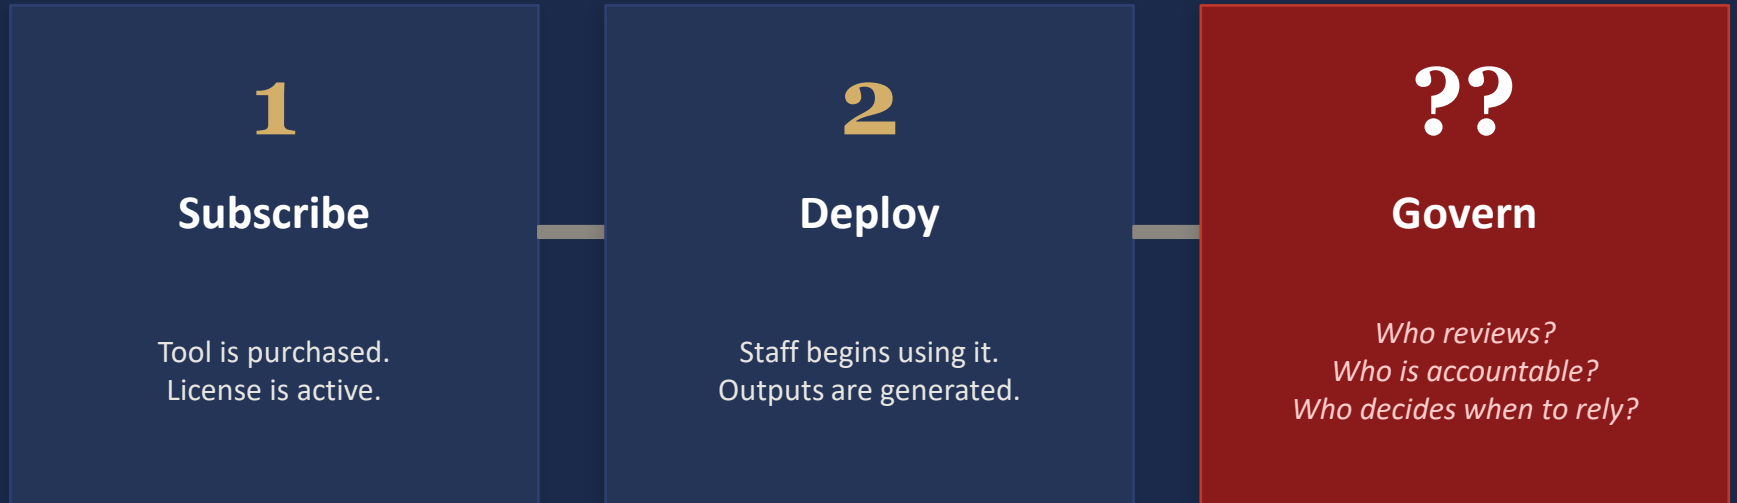 1
Subscribe
Tool is purchased.
License is active.
2
Deploy
Staff begins using it.
Outputs are generated.
??
Govern
Who reviews?
Who is accountable?
Who decides when to rely?